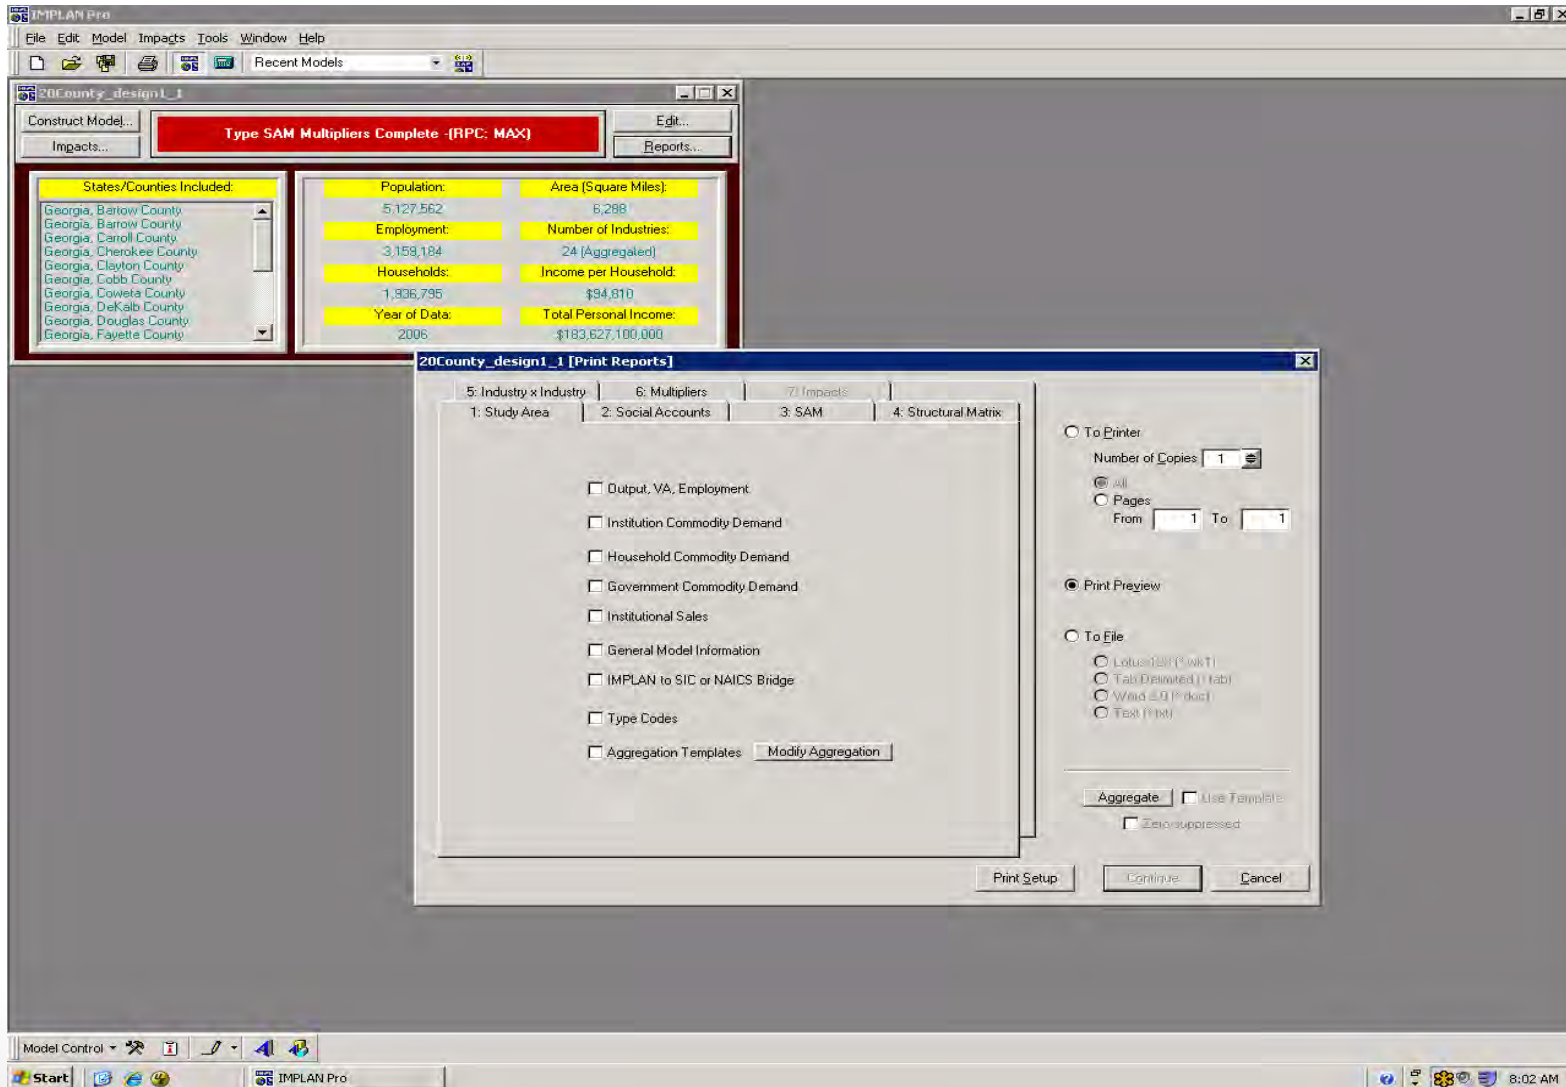 IMPLAN Pro
File Edit Model Impacts Tools Window Help
Recent Models
20County_design1_1
Construct Model...
Impacts...
Type SAM Multipliers Complete -(RPC: MAX)
Edit...
Reports...
States/Counties Included:
Georgia, Bartow County
Georgia, Barrow County
Georgia, Carroll County
Georgia, Cherokee County
Georgia, Clayton County
Georgia, Cobb County
Georgia, Coweta County
Georgia, DeKalb County
Georgia, Douglas County
Georgia, Fayette County
Population: Area (Square Miles):
5,127,562 6,288
Employment: Number of Industries:
3,159,184 24 (Aggregated)
Households: Income per Household:
1,936,795 $94,810
Year of Data: Total Personal Income:
2006 $183,627,100,000
20County_design1_1 [Print Reports]
5: Industry x Industry 6: Multipliers 7: Impacts
1: Study Area 2: Social Accounts 3: SAM 4: Structural Matrix
Output, VA, Employment
Institution Commodity Demand
Household Commodity Demand
Government Commodity Demand
Institutional Sales
General Model Information
IMPLAN to SIC or NAICS Bridge
Type Codes
Aggregation Templates Modify Aggregation
To Printer
Number of Copies 1
All
Pages
From 1 To 1
Print Preview
To File
Tab Delimited (*.tab)
Text (*.txt)
Aggregate Use Template
Zero suppressed
Print Setup Continue Cancel
Model Control
Start IMPLAN Pro 8:02 AM